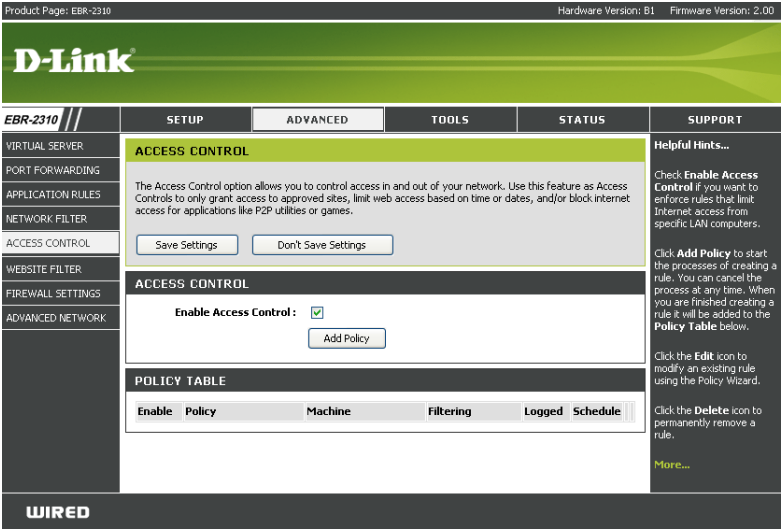 Product Page: EBR-2310
Hardware Version: B1 Firmware Version: 2.00
D-Link®
EBR-2310
SETUP
ADVANCED
TOOLS
STATUS
SUPPORT
VIRTUAL SERVER
PORT FORWARDING
APPLICATION RULES
NETWORK FILTER
ACCESS CONTROL
WEBSITE FILTER
FIREWALL SETTINGS
ADVANCED NETWORK
ACCESS CONTROL
The Access Control option allows you to control access in and out of your network. Use this feature as Access
Controls to only grant access to approved sites, limit web access based on time or dates, and/or block internet
access for applications like P2P utilities or games.
Save Settings
Don't Save Settings
ACCESS CONTROL
Enable Access Control :
Add Policy
POLICY TABLE
Enable Policy Machine Filtering Logged Schedule
Helpful Hints...
Check Enable Access
Control if you want to
enforce rules that limit
Internet access from
specific LAN computers.
Click Add Policy to start
the processes of creating a
rule. You can cancel the
process at any time. When
you are finished creating a
rule it will be added to the
Policy Table below.
Click the Edit icon to
modify an existing rule
using the Policy Wizard.
Click the Delete icon to
permanently remove a
rule.
More...
WIRED